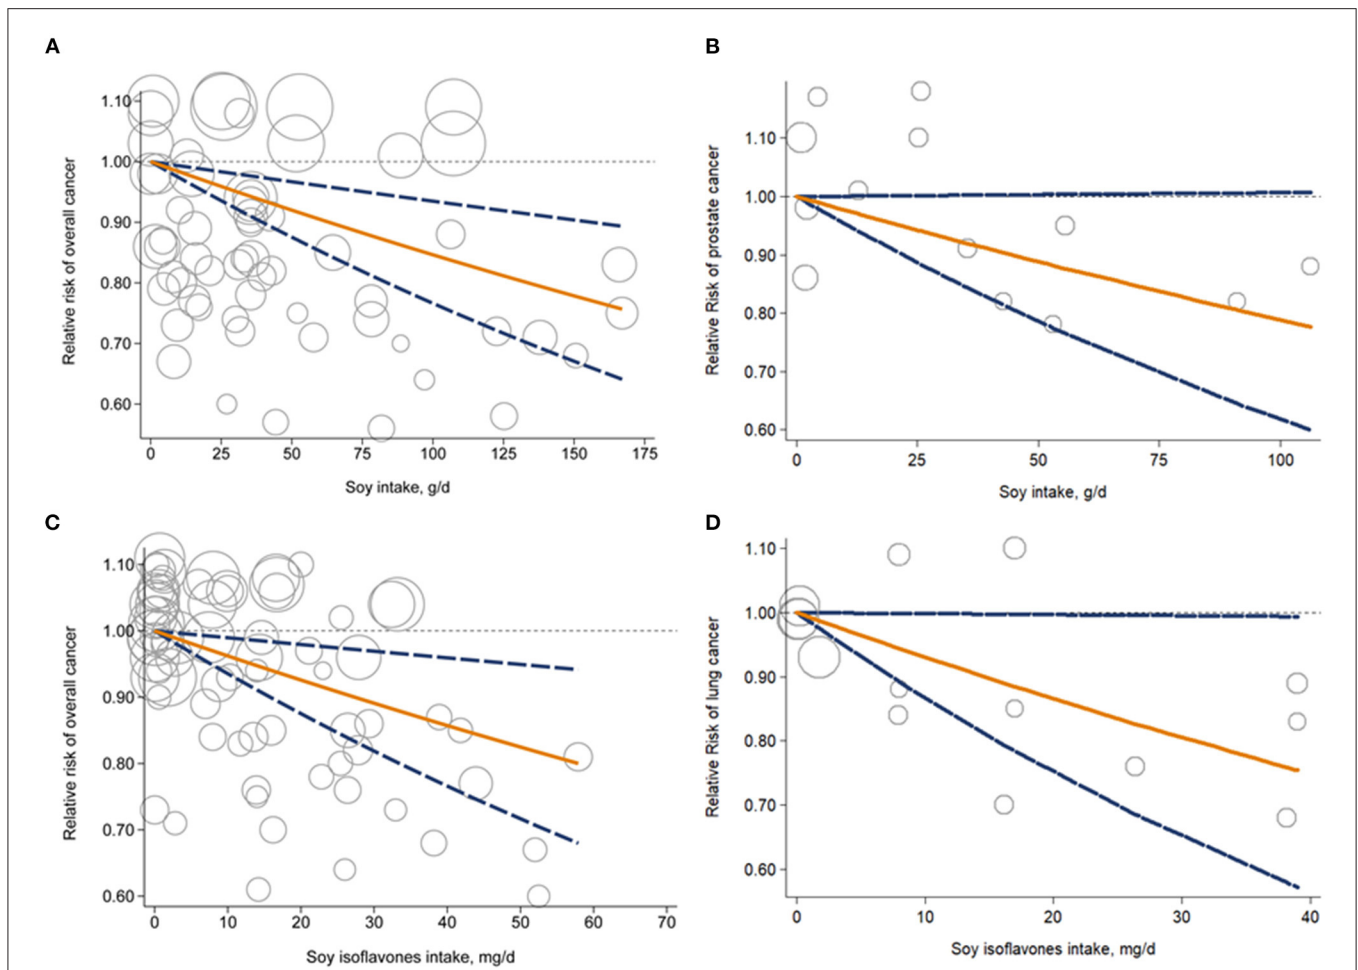 A
Relative risk of overall cancer
1.10
1.00
0.90
0.80
0.70
0.60
0 25 50 75 100 125 150 175
Soy intake, g/d
B
Relative Risk of prostate cancer
1.10
1.00
0.90
0.80
0.70
0.60
0 25 50 75 100
Soy intake, g/d
C
Relative risk of overall cancer
1.10
1.00
0.90
0.80
0.70
0.60
0 10 20 30 40 50 60 70
Soy isoflavones intake, mg/d
D
Relative Risk of lung cancer
1.10
1.00
0.90
0.80
0.70
0.60
0 10 20 30 40
Soy isoflavones intake, mg/d